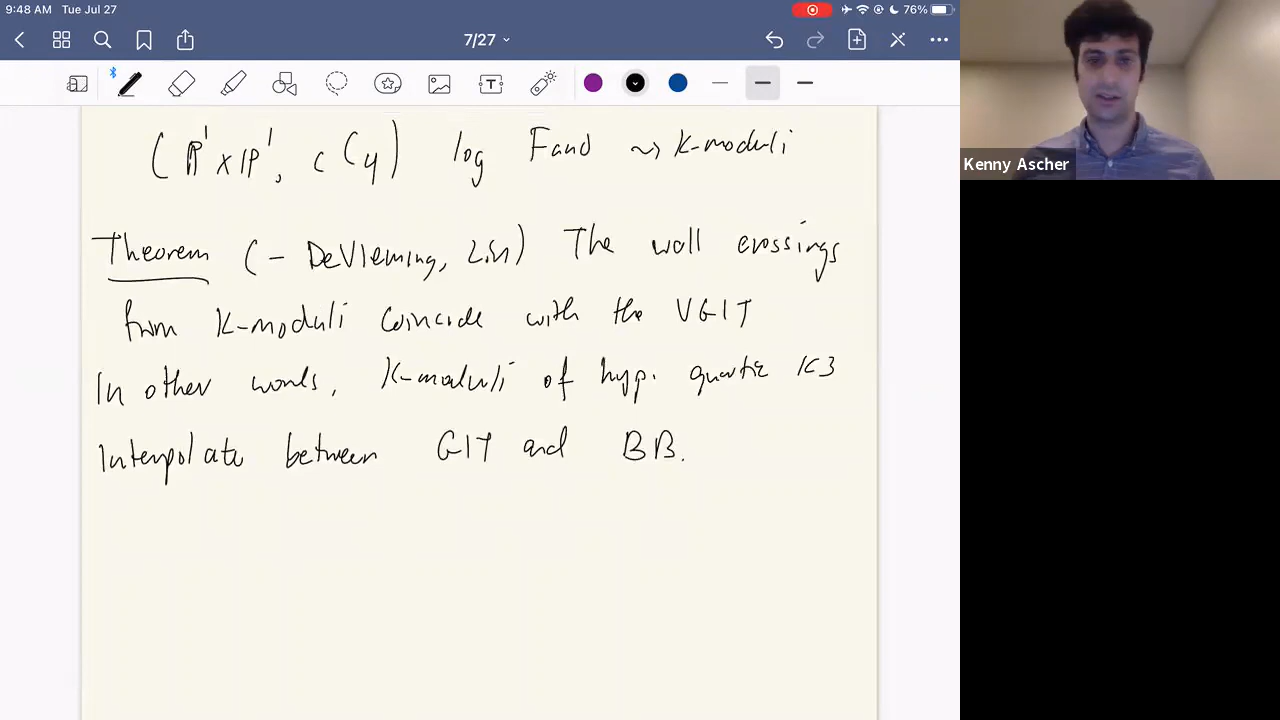 9:48 AM Tue Jul 27
76%
7/27
Kenny Ascher
(P¹ x P¹, c C4) log Fano ⇝ K-moduli
Theorem (- DeVleming, Liu) The wall crossings
from K-moduli coincide with the VGIT
In other words, K-moduli of hyp. quartic K3
Interpolate between GIT and BB.